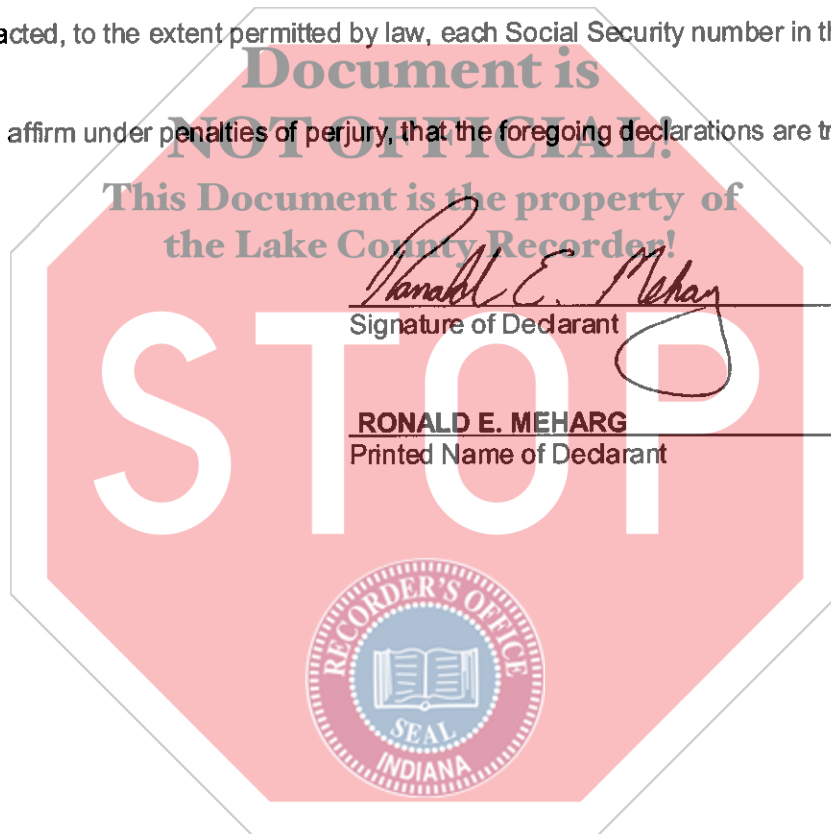 acted, to the extent permitted by law, each Social Security number in th
Document is
affirm under penalties of perjury, that the foregoing declarations are tr
NOT OFFICIAL!
This Document is the property of
the Lake County Recorder!
Ronald E. Meharg
Signature of Declarant
STOP
RONALD E. MEHARG
Printed Name of Declarant
RECORDER'S OFFICE
SEAL
INDIANA